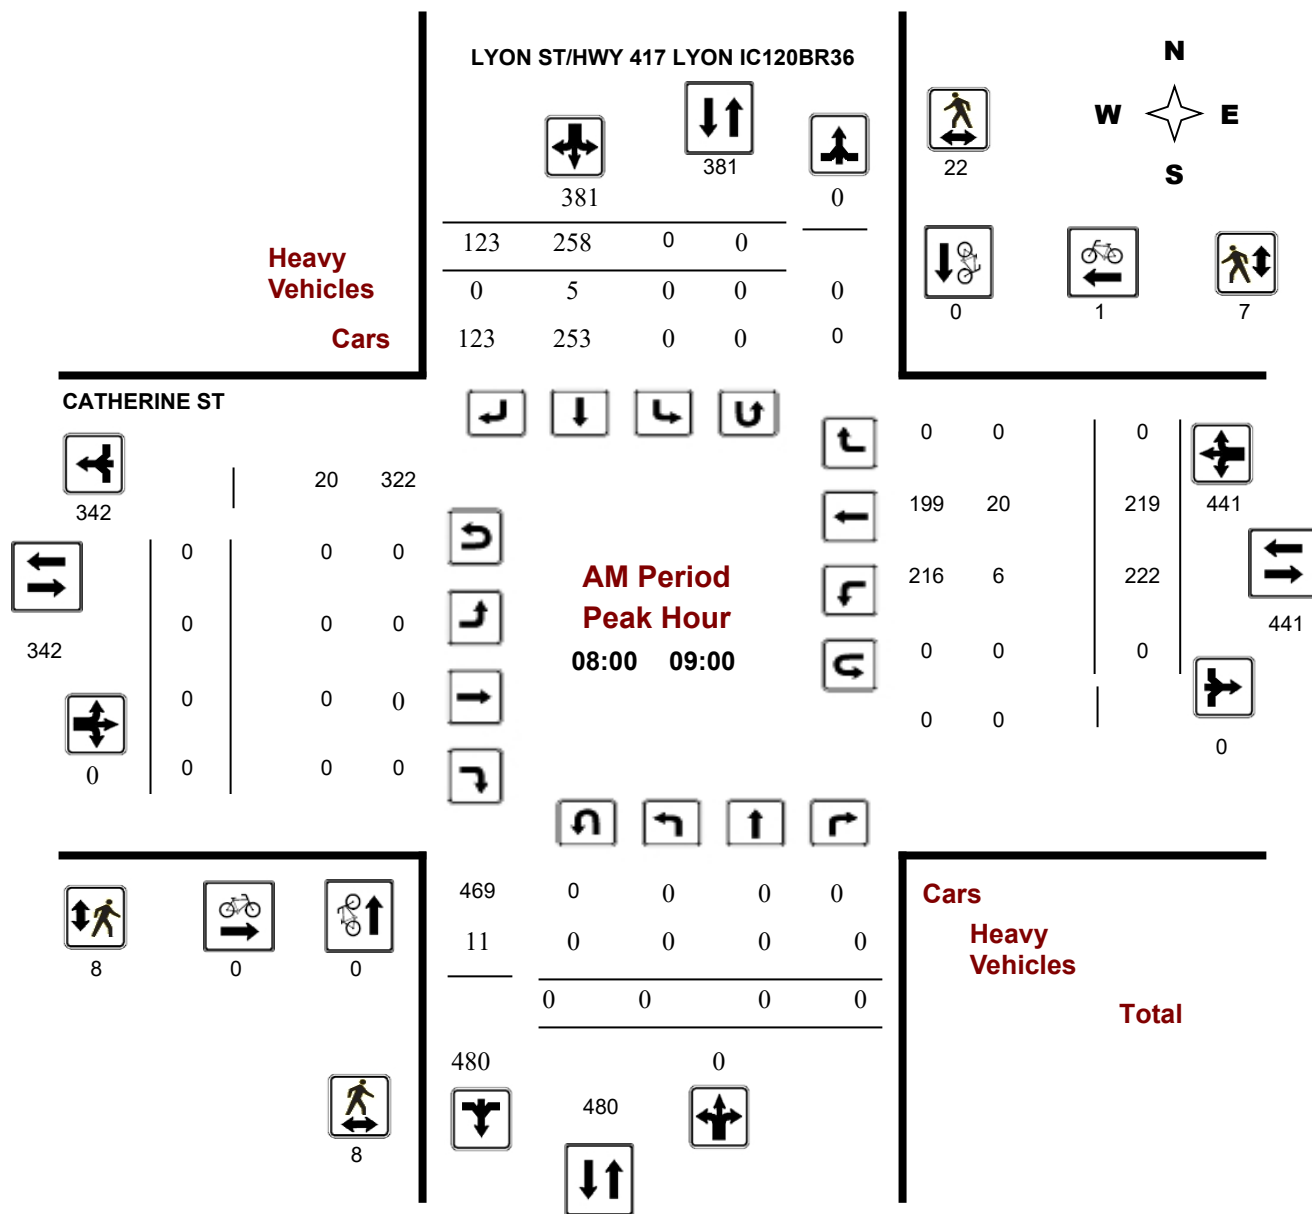 LYON ST/HWY 417 LYON IC120BR36
N
W E
S
381
22
381 0
123 258 0 0
Heavy
Vehicles
0 5 0 0 0
0 1 7
Cars
123 253 0 0 0
CATHERINE ST
0 0 0
20 322
342
199 20 219 441
0 0 0
AM Period
216 6 222
Peak Hour
0 0 0
441
342
08:00 09:00
0 0 0
0 0 0
0 0
0
0
0 0 0
469 0 0 0 0
Cars
11 0 0 0 0
Heavy
Vehicles
8 0 0
0 0 0 0
Total
480 0
480
8